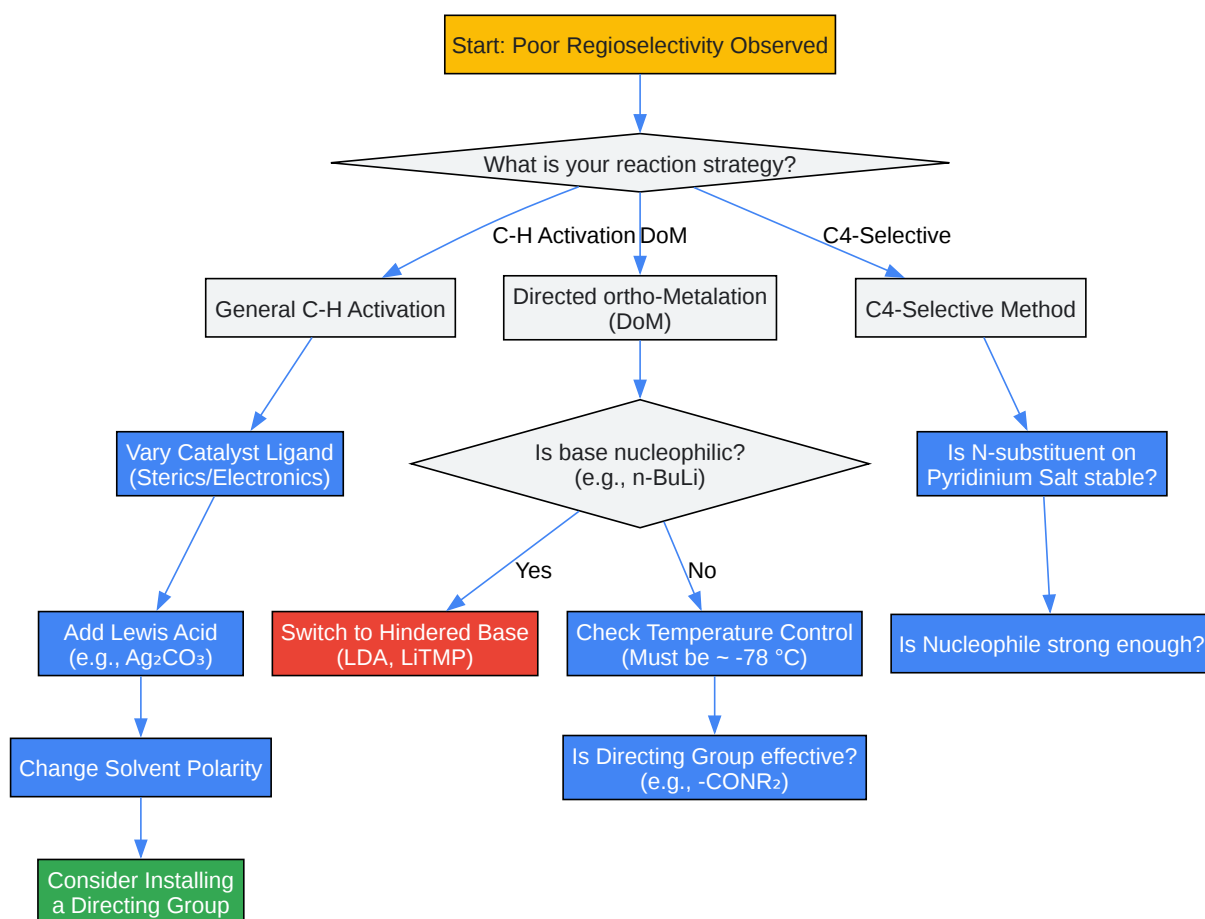 Start: Poor Regioselectivity Observed
What is your reaction strategy?
C-H Activation
DoM
C4-Selective
General C-H Activation
Directed ortho-Metalation
(DoM)
C4-Selective Method
Vary Catalyst Ligand
(Sterics/Electronics)
Is base nucleophilic?
(e.g., n-BuLi)
Is N-substituent on
Pyridinium Salt stable?
Yes
No
Add Lewis Acid
(e.g., Ag₂CO₃)
Switch to Hindered Base
(LDA, LiTMP)
Check Temperature Control
(Must be ~ -78 °C)
Is Nucleophile strong enough?
Change Solvent Polarity
Is Directing Group effective?
(e.g., -CONR₂)
Consider Installing
a Directing Group